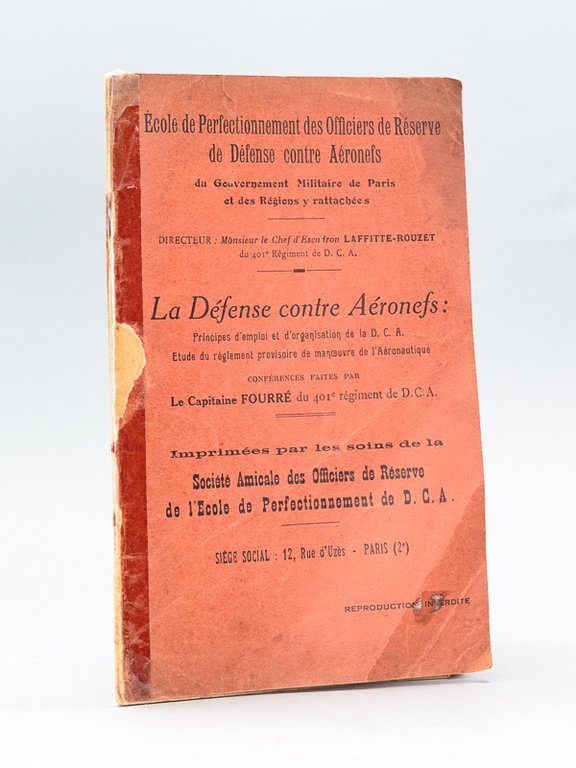 École de Perfectionnement des Officiers de Réserve
de Défense contre Aéronefs
du Gouvernement Militaire de Paris
et des Régions y rattachées
DIRECTEUR : Monsieur le Chef d'Escadron LAFFITTE-ROUZET
du 401e Régiment de D. C. A.
La Défense contre Aéronefs :
Principes d'emploi et d'organisation de la D. C. A.
Etude du réglement provisoire de manœuvre de l'Aéronautique
CONFÉRENCES FAITES PAR
Le Capitaine FOURRÉ du 401e régiment de D.C.A.
Imprimées par les soins de la
Société Amicale des Officiers de Réserve
de l'Ecole de Perfectionnement de D. C. A.
SIÈGE SOCIAL : 12, Rue d'Uzès - PARIS (2e)
REPRODUCTION INTERDITE